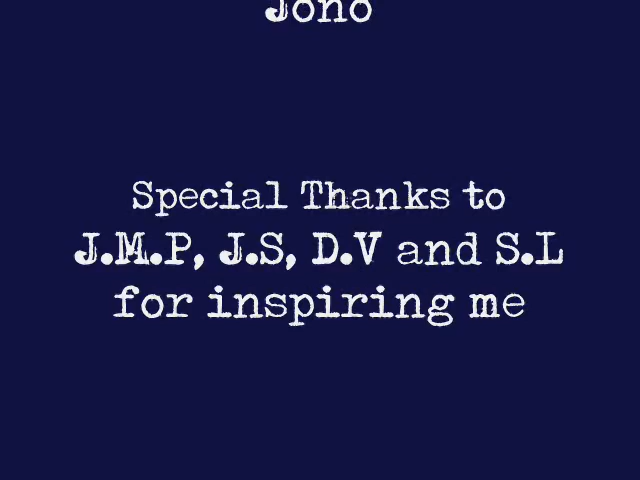 Jono
Special Thanks to
J.M.P, J.S, D.V and S.L
for inspiring me